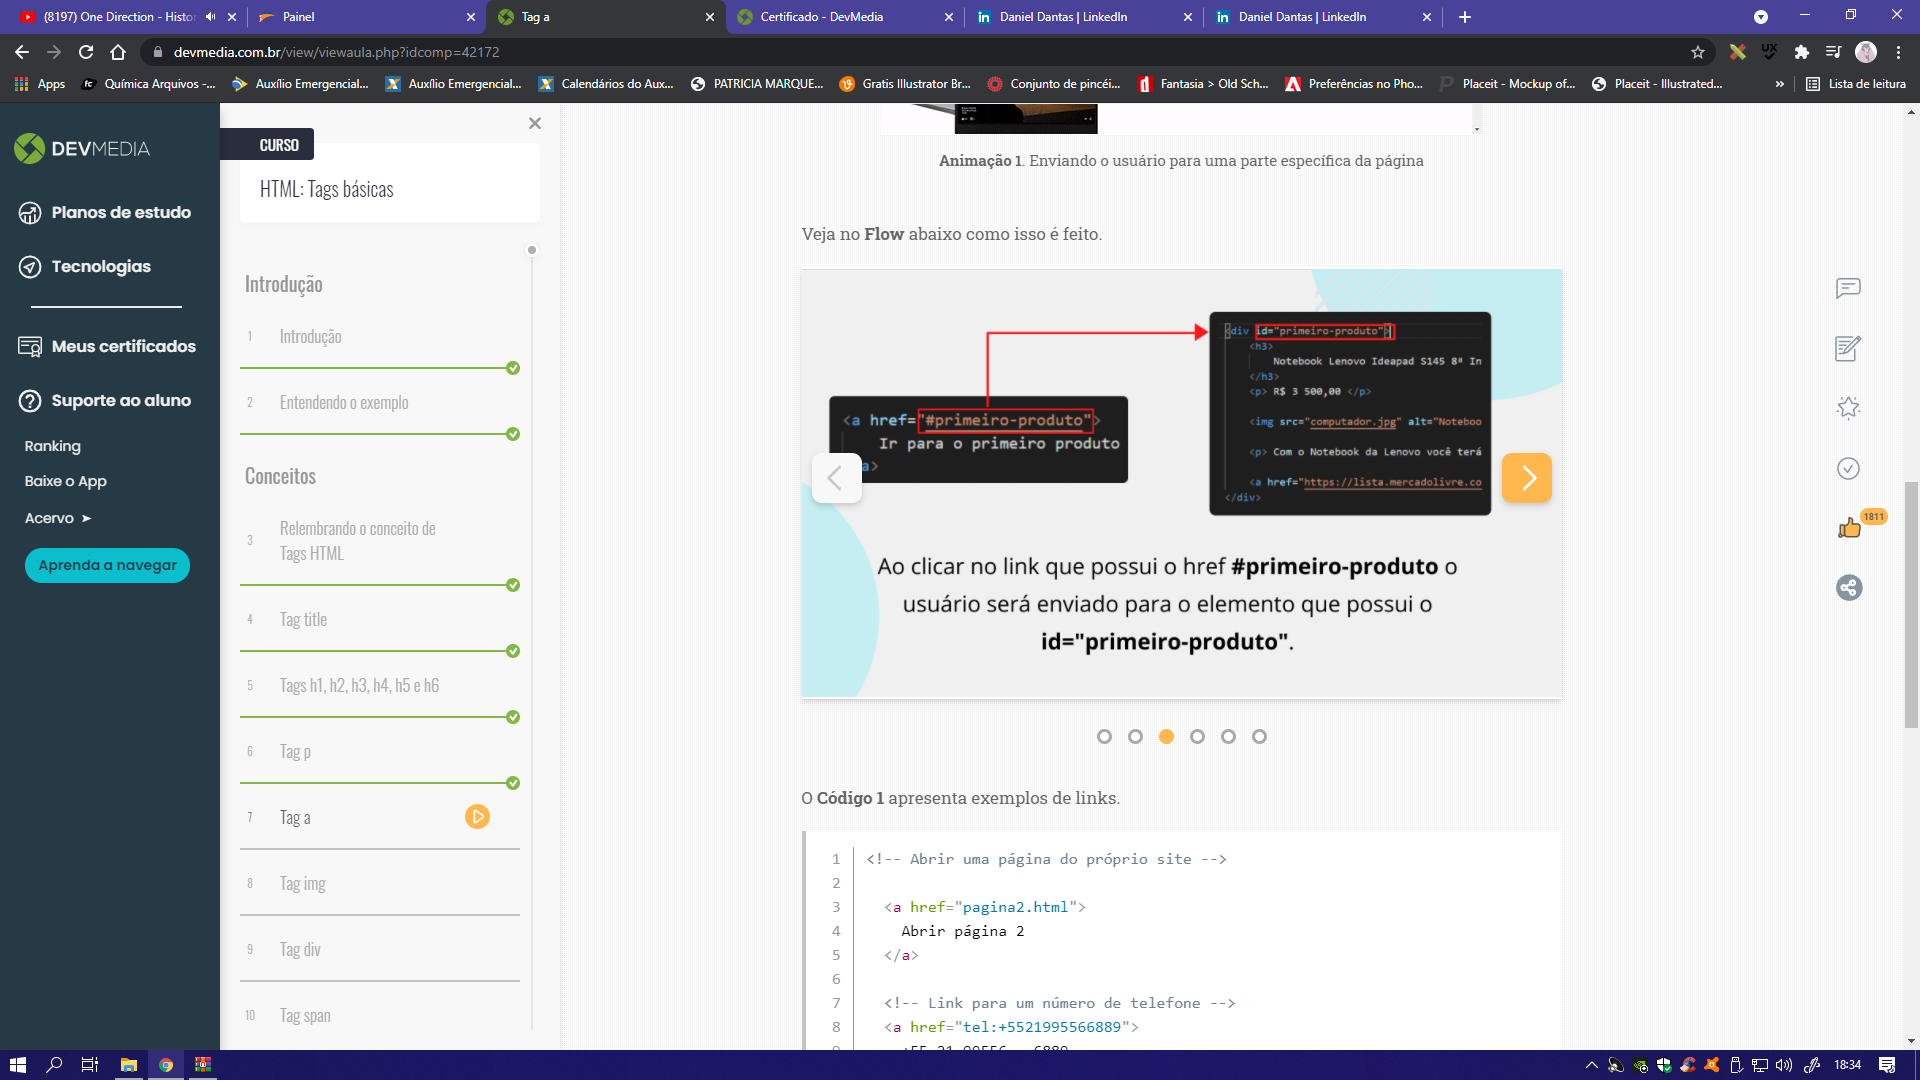 (8197) One Direction - Histor
Painel
Tag a
Certificado - DevMedia
Daniel Dantas | LinkedIn
Daniel Dantas | LinkedIn
devmedia.com.br/view/viewaula.php?idcomp=42172
Apps
Química Arquivos -...
Auxílio Emergencial...
Auxílio Emergencial...
Calendários do Aux...
PATRICIA MARQUE...
Gratis Illustrator Br...
Conjunto de pincéi...
Fantasia > Old Sch...
Preferências no Pho...
Placeit - Mockup of...
Placeit - Illustrated...
»
Lista de leitura
DEVMEDIA
Planos de estudo
Tecnologias
Meus certificados
Suporte ao aluno
Ranking
Baixe o App
Acervo ➤
Aprenda a navegar
CURSO
HTML: Tags básicas
Introdução
1 Introdução
2 Entendendo o exemplo
Conceitos
3 Relembrando o conceito de
Tags HTML
4 Tag title
5 Tags h1, h2, h3, h4, h5 e h6
6 Tag p
7 Tag a
8 Tag img
9 Tag div
10 Tag span
Animação 1. Enviando o usuário para uma parte específica da página
Veja no Flow abaixo como isso é feito.
<a href="#primeiro-produto">
Ir para o primeiro produto
a>
<div id="primeiro-produto">
<h3>
Notebook Lenovo Ideapad S145 8ª In
</h3>
<p> R$ 3 500,00 </p>
<img src="computador.jpg" alt="Noteboo
<p> Com o Notebook da Lenovo você terá
<a href="https://lista.mercadolivre.co
</div>
Ao clicar no link que possui o href #primeiro-produto o
usuário será enviado para o elemento que possui o
id="primeiro-produto".
O Código 1 apresenta exemplos de links.
1 <!-- Abrir uma página do próprio site -->
2
3 <a href="pagina2.html">
4 Abrir página 2
5 </a>
6
7 <!-- Link para um número de telefone -->
8 <a href="tel:+5521995566889">
1811
18:34